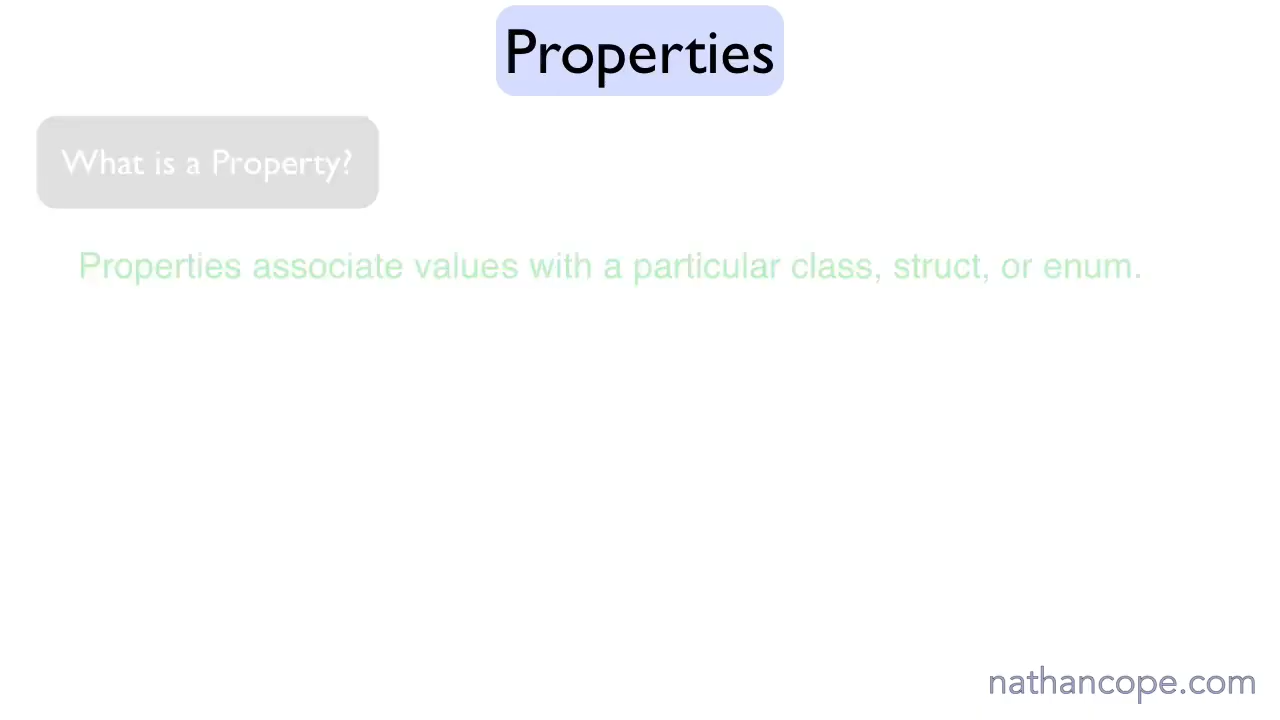 Properties
What is a Property?
Properties associate values with a particular class, struct, or enum.
nathancope.com